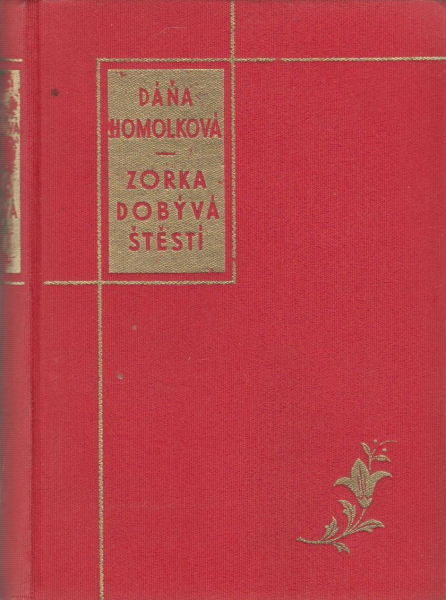 DÁŇA
HOMOLKOVÁ
—
ZORKA
DOBÝVÁ
ŠTĚSTÍ